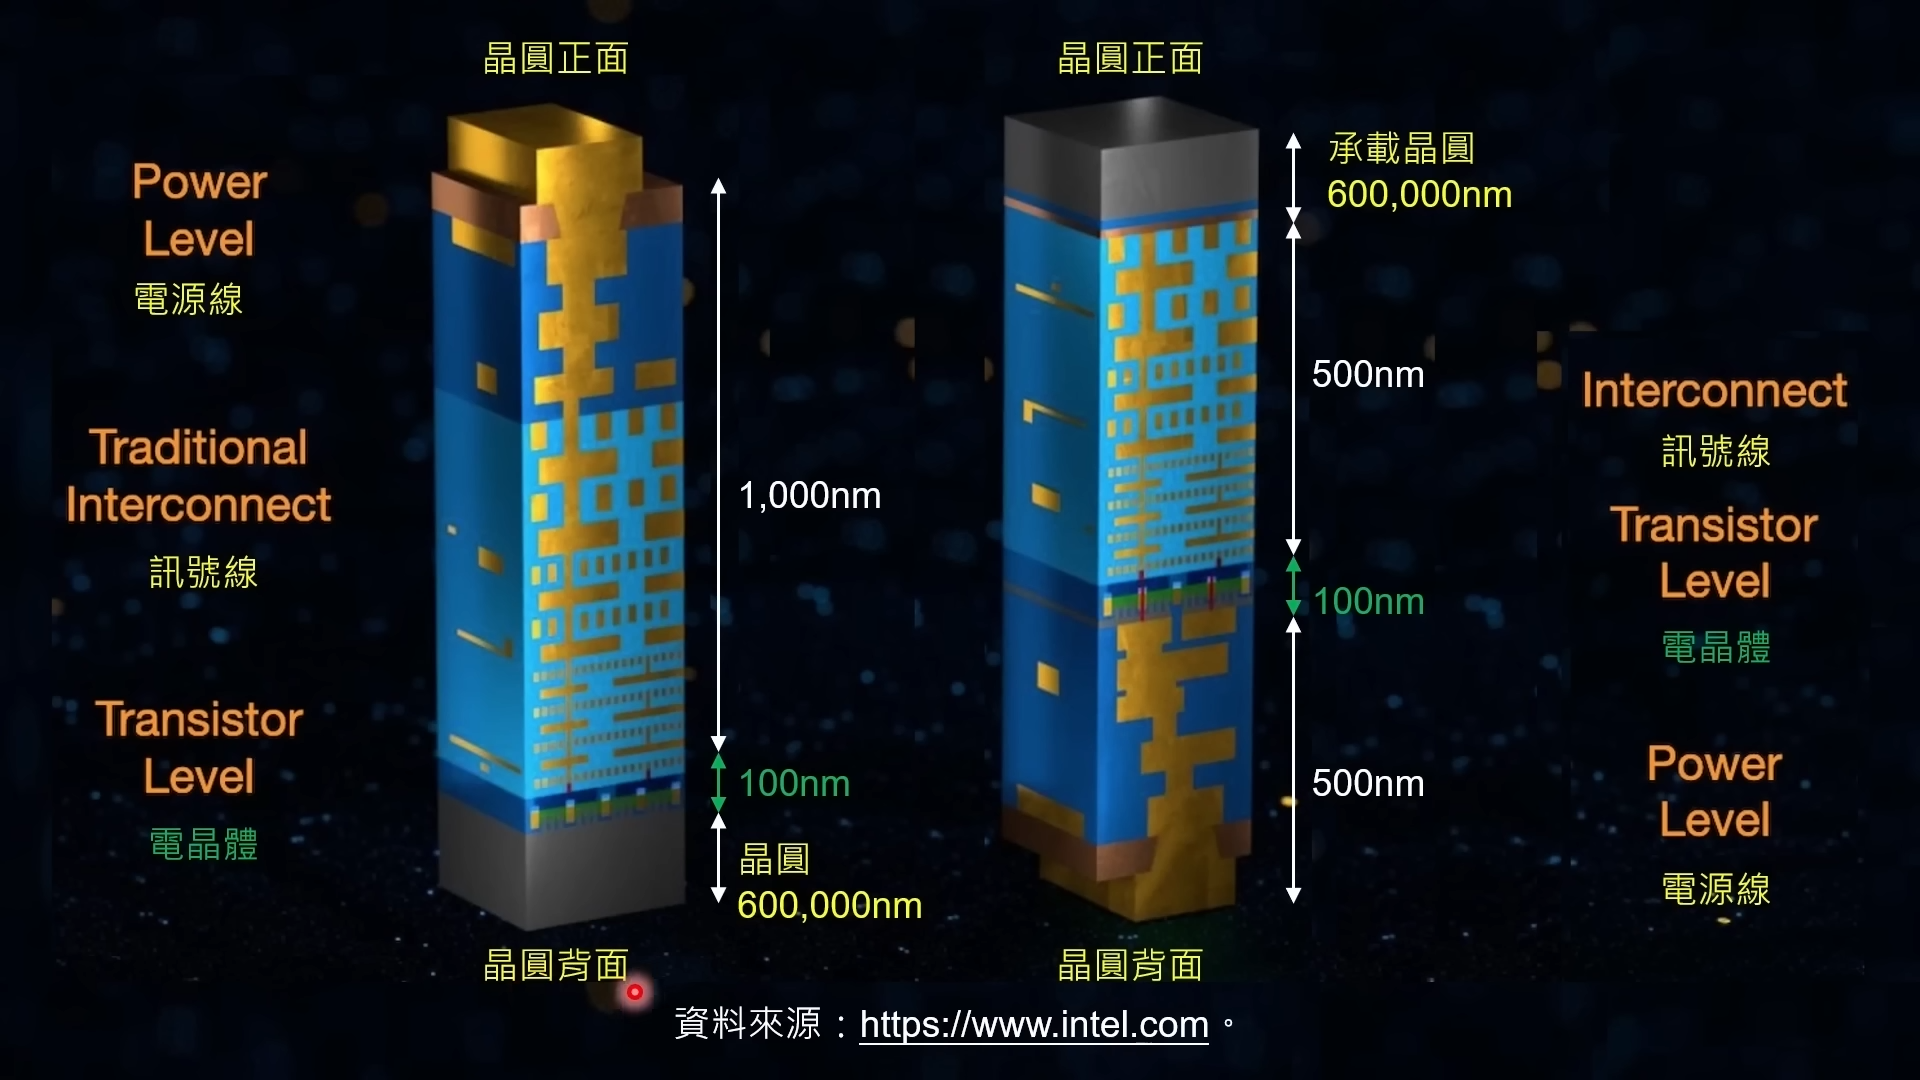 晶圓正面
晶圓正面
Power
Level
電源線
Traditional
Interconnect
訊號線
Transistor
Level
電晶體
1,000nm
100nm
晶圓
600,000nm
承載晶圓
600,000nm
500nm
100nm
500nm
Interconnect
訊號線
Transistor
Level
電晶體
Power
Level
電源線
晶圓背面
晶圓背面
資料來源：https://www.intel.com。